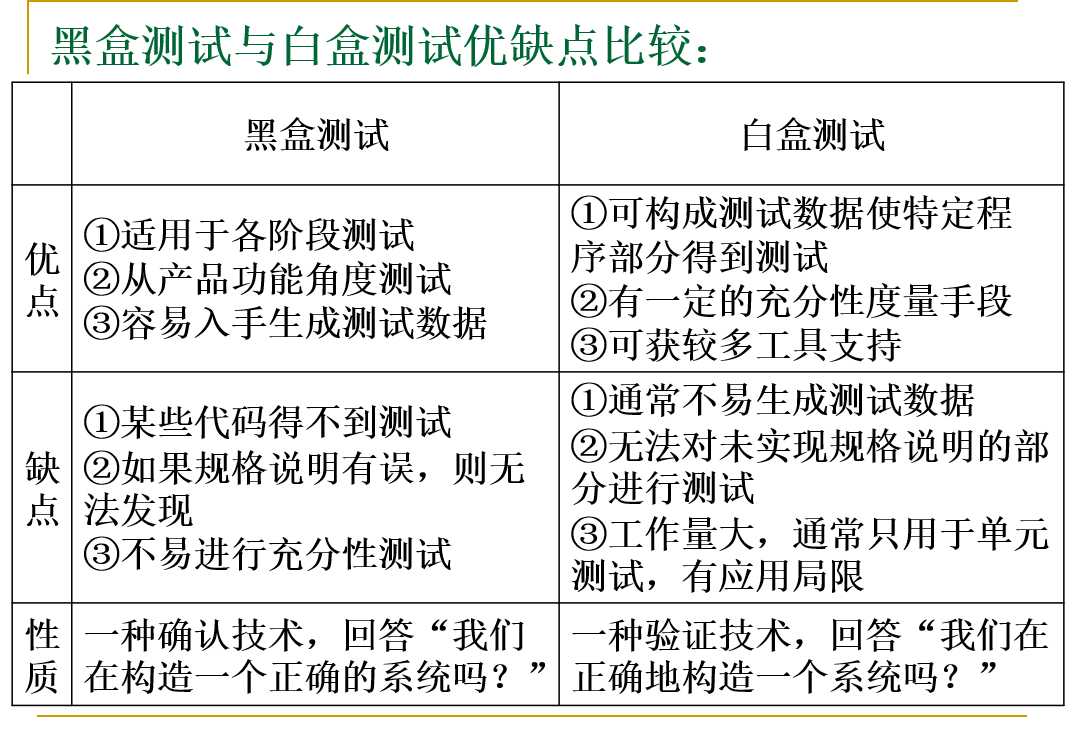 黑盒测试与白盒测试优缺点比较：
黑盒测试
白盒测试
优
点
①适用于各阶段测试
②从产品功能角度测试
③容易入手生成测试数据
①可构成测试数据使特定程
序部分得到测试
②有一定的充分性度量手段
③可获较多工具支持
缺
点
①某些代码得不到测试
②如果规格说明有误，则无
法发现
③不易进行充分性测试
①通常不易生成测试数据
②无法对未实现规格说明的部
分进行测试
③工作量大，通常只用于单元
测试，有应用局限
性
质
一种确认技术，回答“我们
在构造一个正确的系统吗？”
一种验证技术，回答“我们在
正确地构造一个系统吗？”